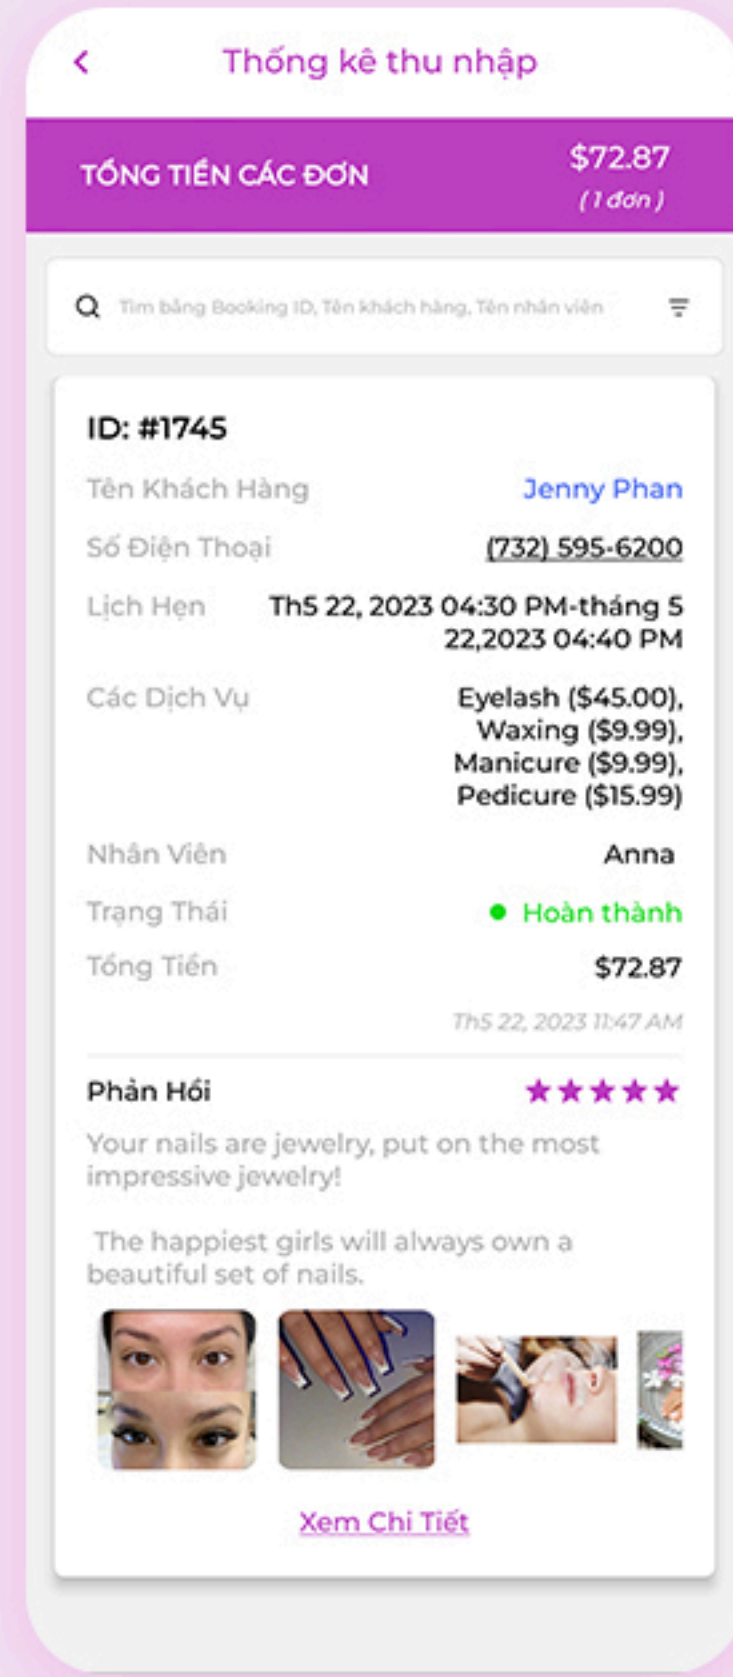 Thống kê thu nhập
TỔNG TIỀN CÁC ĐƠN
$72.87
( 1 đơn )
Tìm bằng Booking ID, Tên khách hàng, Tên nhân viên
ID: #1745
Tên Khách Hàng Jenny Phan
Số Điện Thoại (732) 595-6200
Lịch Hẹn Th5 22, 2023 04:30 PM-tháng 5
22,2023 04:40 PM
Các Dịch Vụ Eyelash ($45.00),
Waxing ($9.99),
Manicure ($9.99),
Pedicure ($15.99)
Nhân Viên Anna
Trạng Thái Hoàn thành
Tổng Tiền $72.87
Th5 22, 2023 11:47 AM
Phản Hồi
Your nails are jewelry, put on the most
impressive jewelry!
The happiest girls will always own a
beautiful set of nails.
Xem Chi Tiết